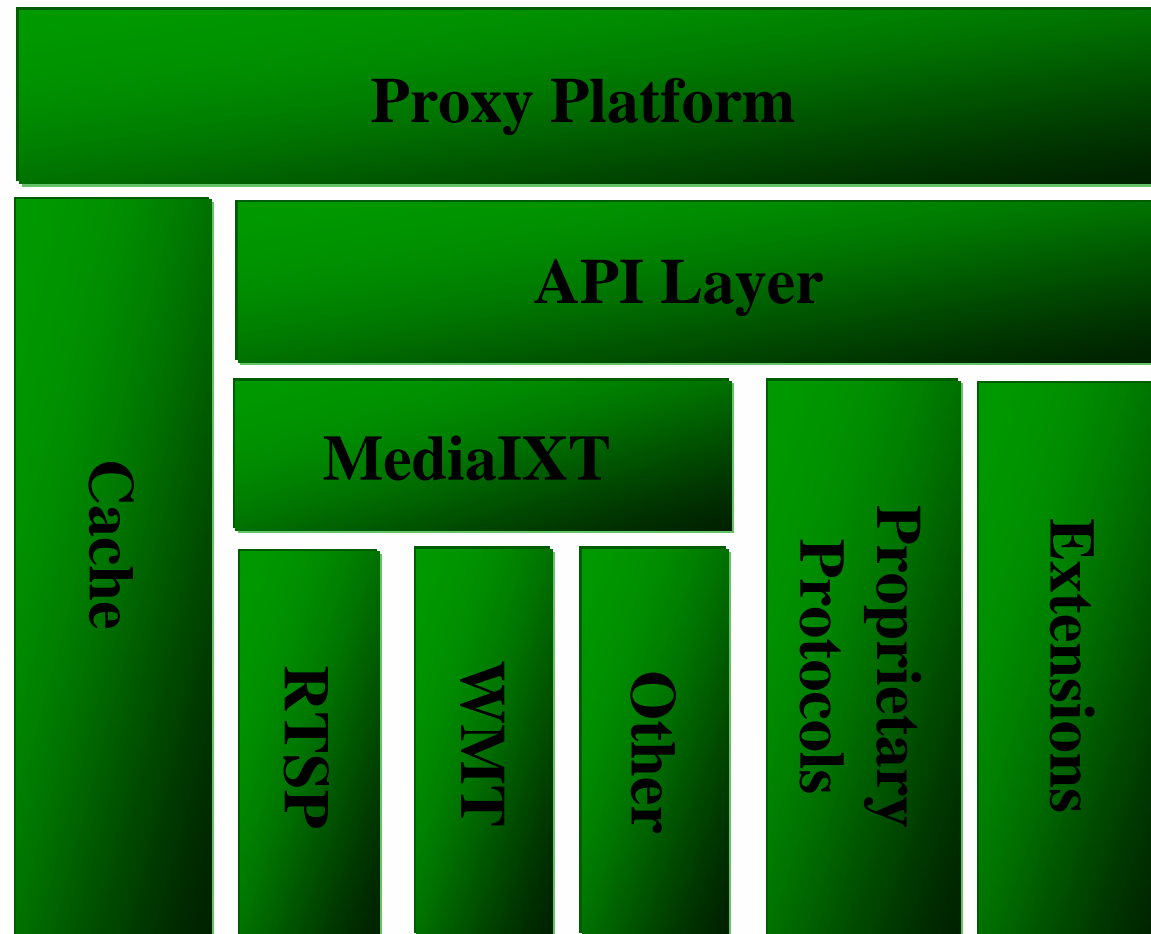 Proxy Platform
API Layer
MediaIXT
Cache
RTSP
WMT
Other
Proprietary
Protocols
Extensions